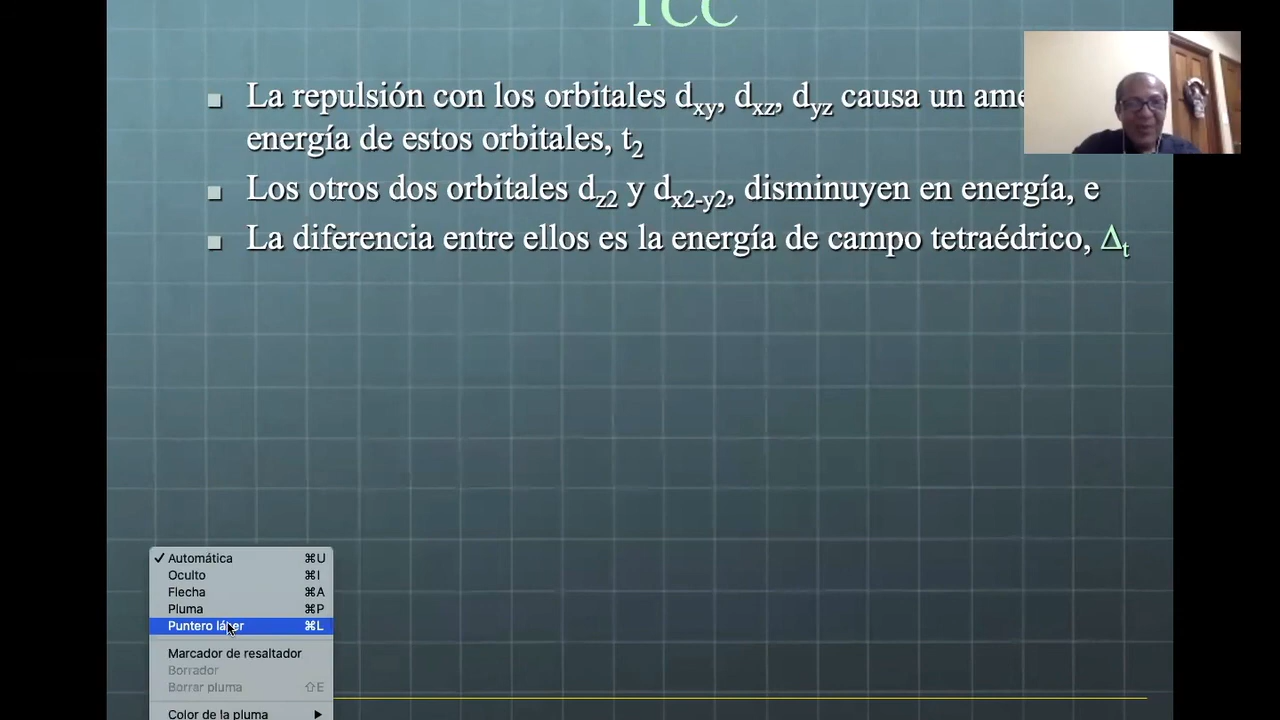 TCC
La repulsión con los orbitales dxy, dxz, dyz causa un
energía de estos orbitales, t2
Los otros dos orbitales dz2 y dx2-y2, disminuyen en energía, e
La diferencia entre ellos es la energía de campo tetraédrico, Δt
✓ Automática ⌘U
Oculto ⌘I
Flecha ⌘A
Pluma ⌘P
Puntero láser ⌘L
Marcador de resaltador
Borrador
Borrar pluma ⇧E
Color de la pluma ▶